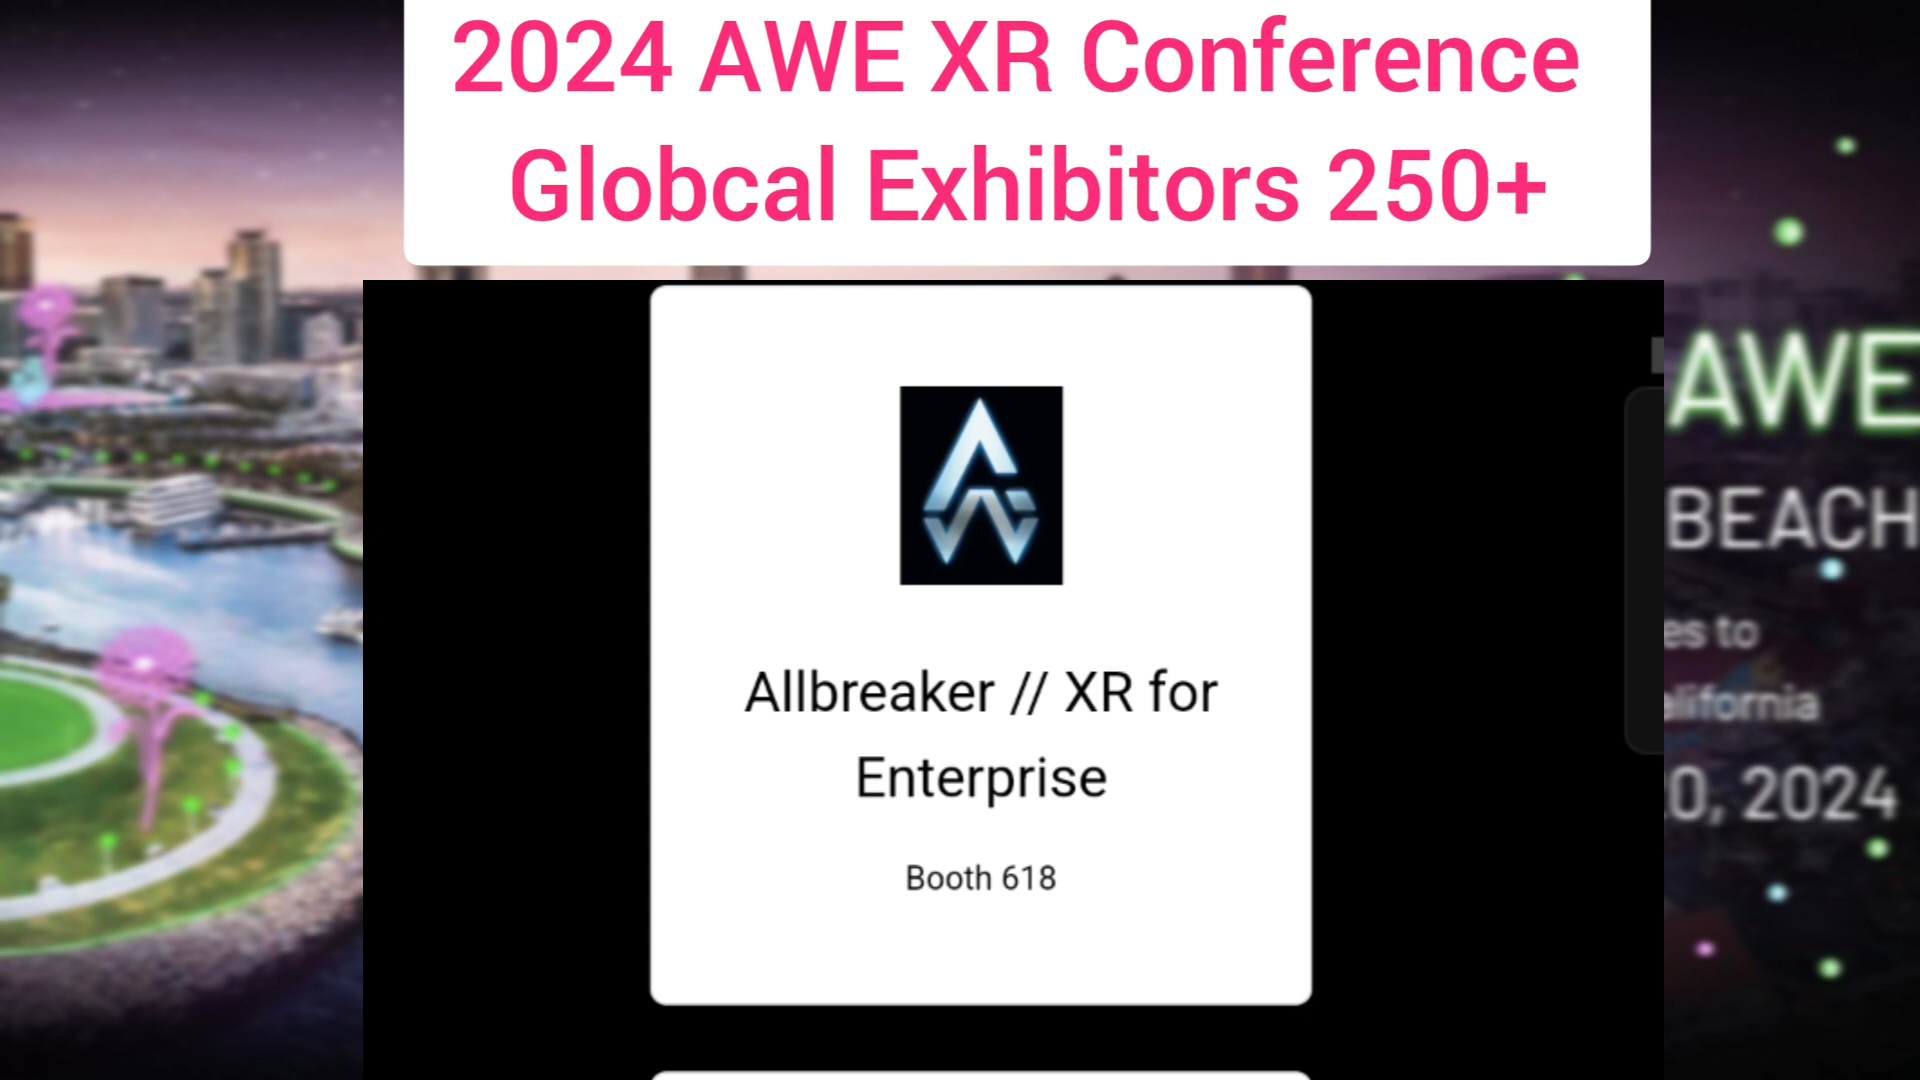 2024 AWE XR Conference
Globcal Exhibitors 250+
AWE
BEACH
Allbreaker // XR for
Enterprise
Booth 618
es to
alifornia
0, 2024